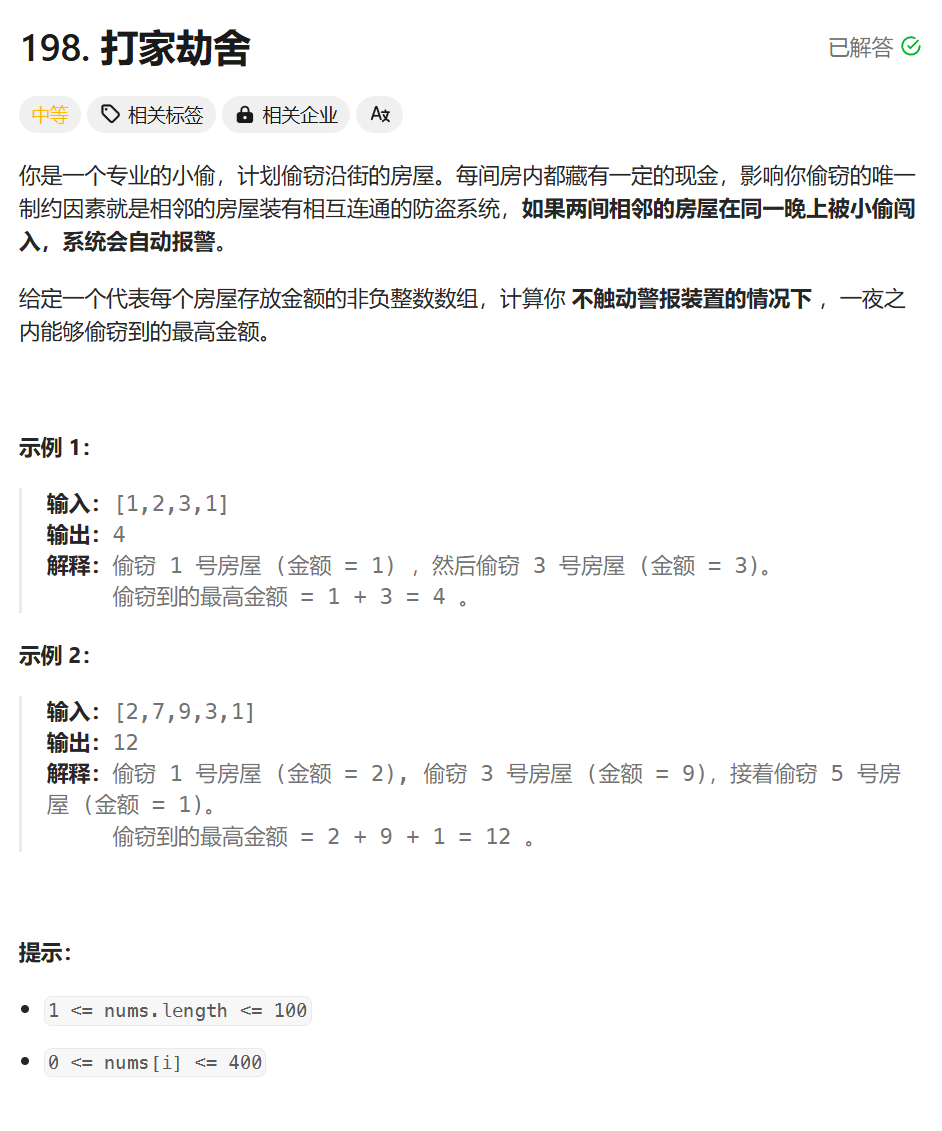 198. 打家劫舍
已解答
中等
相关标签
相关企业
你是一个专业的小偷，计划偷窃沿街的房屋。每间房内都藏有一定的现金，影响你偷窃的唯一
制约因素就是相邻的房屋装有相互连通的防盗系统，如果两间相邻的房屋在同一晚上被小偷闯
入，系统会自动报警。
给定一个代表每个房屋存放金额的非负整数数组，计算你 不触动警报装置的情况下 ，一夜之
内能够偷窃到的最高金额。
示例 1：
输入：[1,2,3,1]
输出：4
解释：偷窃 1 号房屋 (金额 = 1) ，然后偷窃 3 号房屋 (金额 = 3)。
偷窃到的最高金额 = 1 + 3 = 4 。
示例 2：
输入：[2,7,9,3,1]
输出：12
解释：偷窃 1 号房屋 (金额 = 2), 偷窃 3 号房屋 (金额 = 9)，接着偷窃 5 号房
屋 (金额 = 1)。
偷窃到的最高金额 = 2 + 9 + 1 = 12 。
提示：
1 <= nums.length <= 100
0 <= nums[i] <= 400